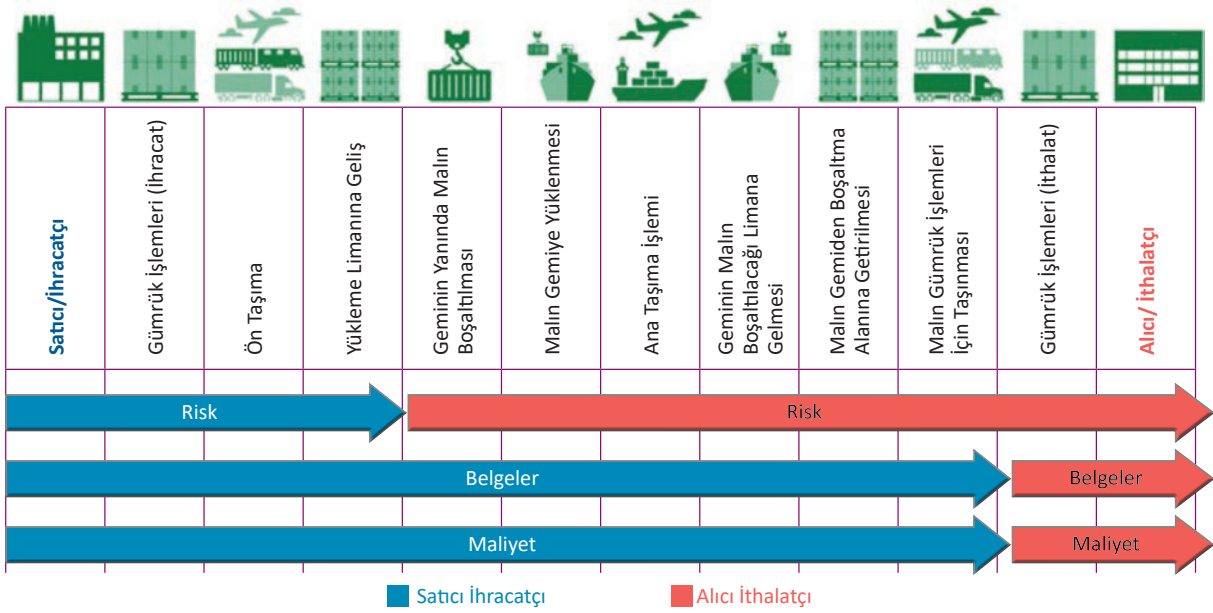 Satıcı/İhracatçı
Gümrük İşlemleri (İhracat)
Ön Taşıma
Yükleme Limanına Geliş
Geminin Yanında Malın
Boşaltılması
Malın Gemiye Yüklenmesi
Ana Taşıma İşlemi
Geminin Malın
Boşaltılacağı Limana
Gelmesi
Malın Gemiden Boşaltma
Alanına Getirilmesi
Malın Gümrük İşlemleri
İçin Taşınması
Gümrük İşlemleri (İthalat)
Alıcı/ İthalatçı
Risk
Risk
Belgeler
Belgeler
Maliyet
Maliyet
Satıcı İhracatçı
Alıcı İthalatçı